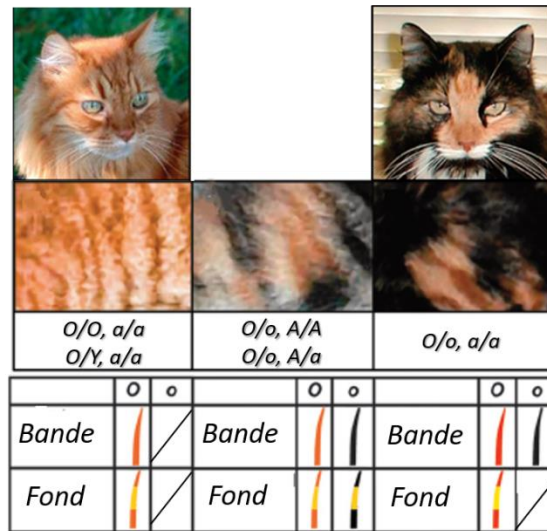 O/O, a/a
O/Y, a/a
O/o, A/A
O/o, A/a
O/o, a/a
O o O o O o
Bande Bande Bande
Fond Fond Fond